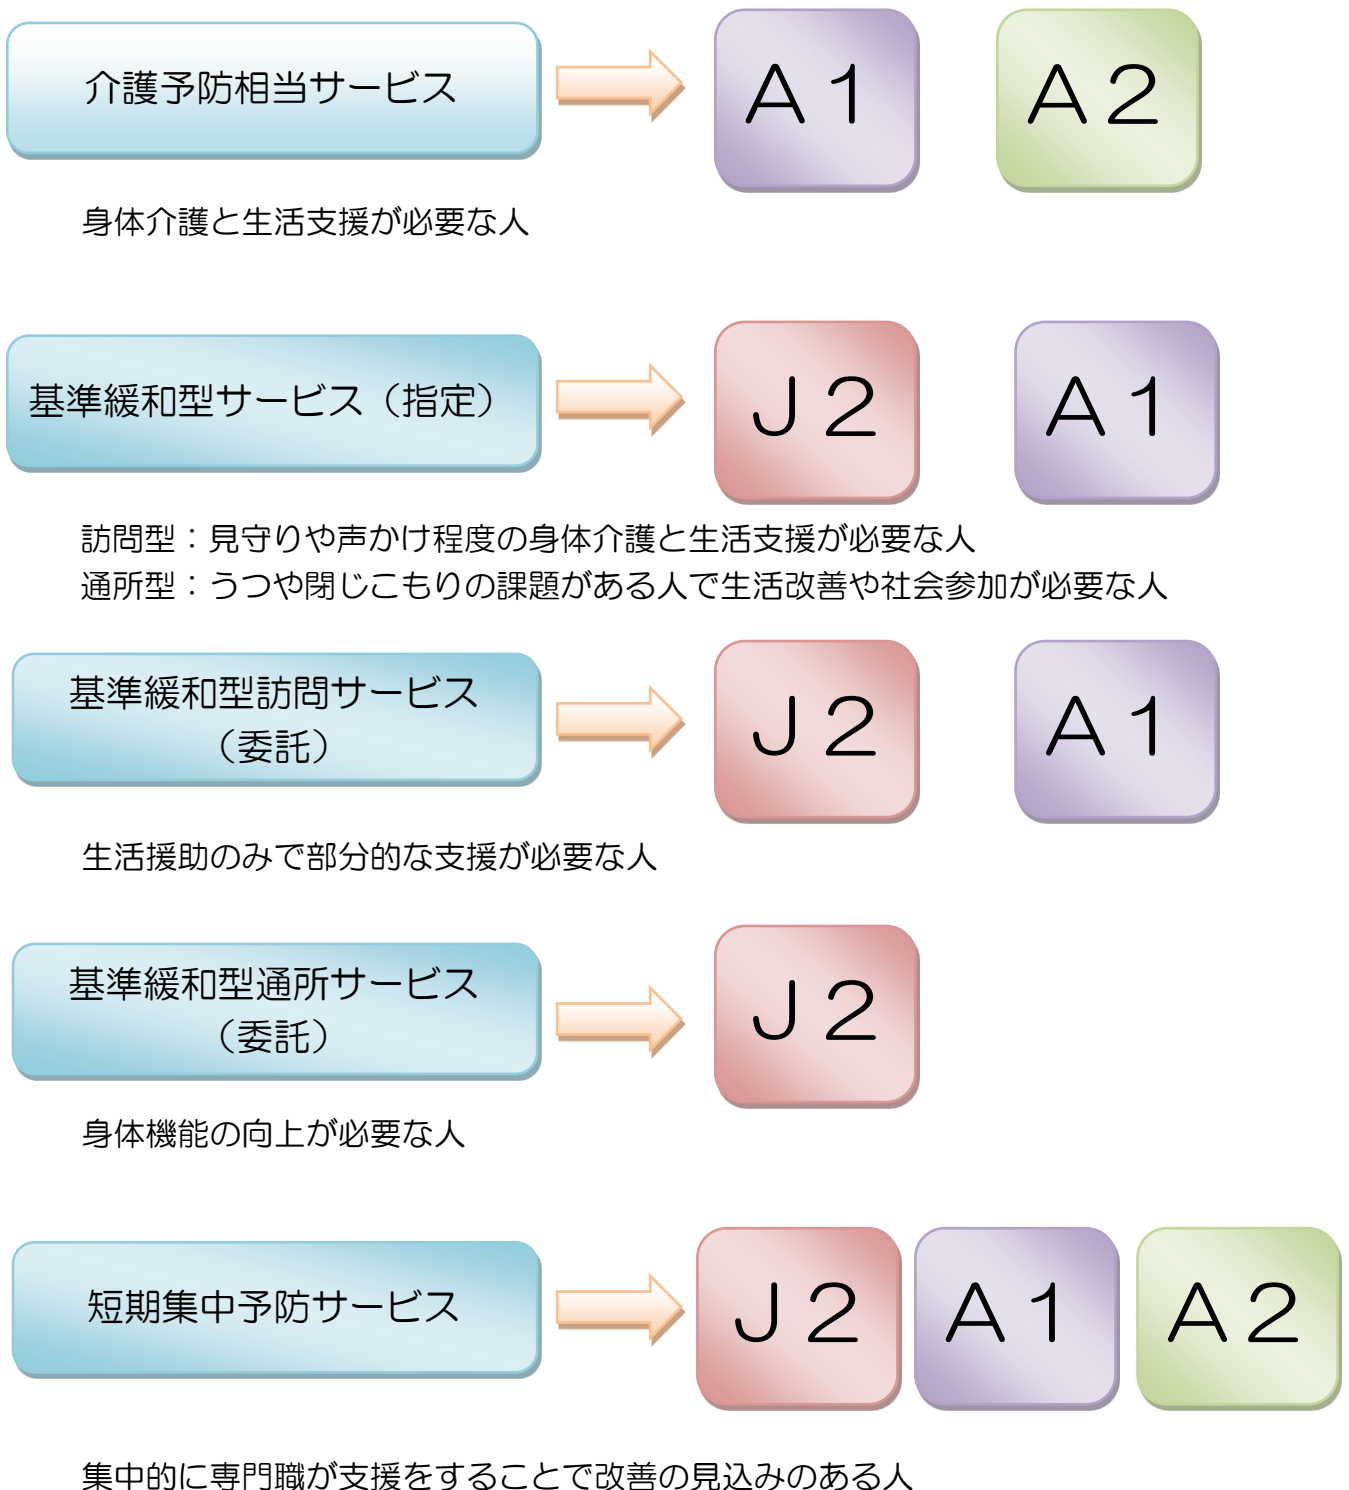 介護予防相当サービス
A1
A2
身体介護と生活支援が必要な人
基準緩和型サービス（指定）
J2
A1
訪問型：見守りや声かけ程度の身体介護と生活支援が必要な人
通所型：うつや閉じこもりの課題がある人で生活改善や社会参加が必要な人
基準緩和型訪問サービス
（委託）
J2
A1
生活援助のみで部分的な支援が必要な人
基準緩和型通所サービス
（委託）
J2
身体機能の向上が必要な人
短期集中予防サービス
J2
A1
A2
集中的に専門職が支援をすることで改善の見込みのある人